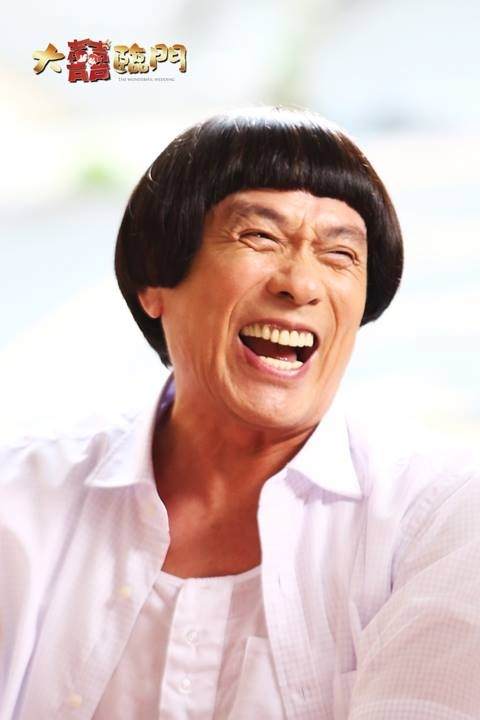 大囍臨門
THE WONDERFUL WEDDING